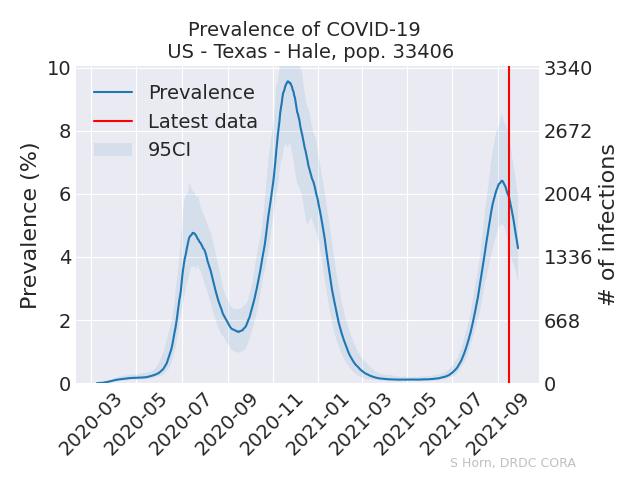 Prevalence of COVID-19
US - Texas - Hale, pop. 33406
Prevalence
Latest data
95CI
Prevalence (%)
10
8
6
4
2
0
3340
2672
2004
1336
668
0
# of infections
2020-03
2020-05
2020-07
2020-09
2020-11
2021-01
2021-03
2021-05
2021-07
2021-09
S Horn, DRDC CORA